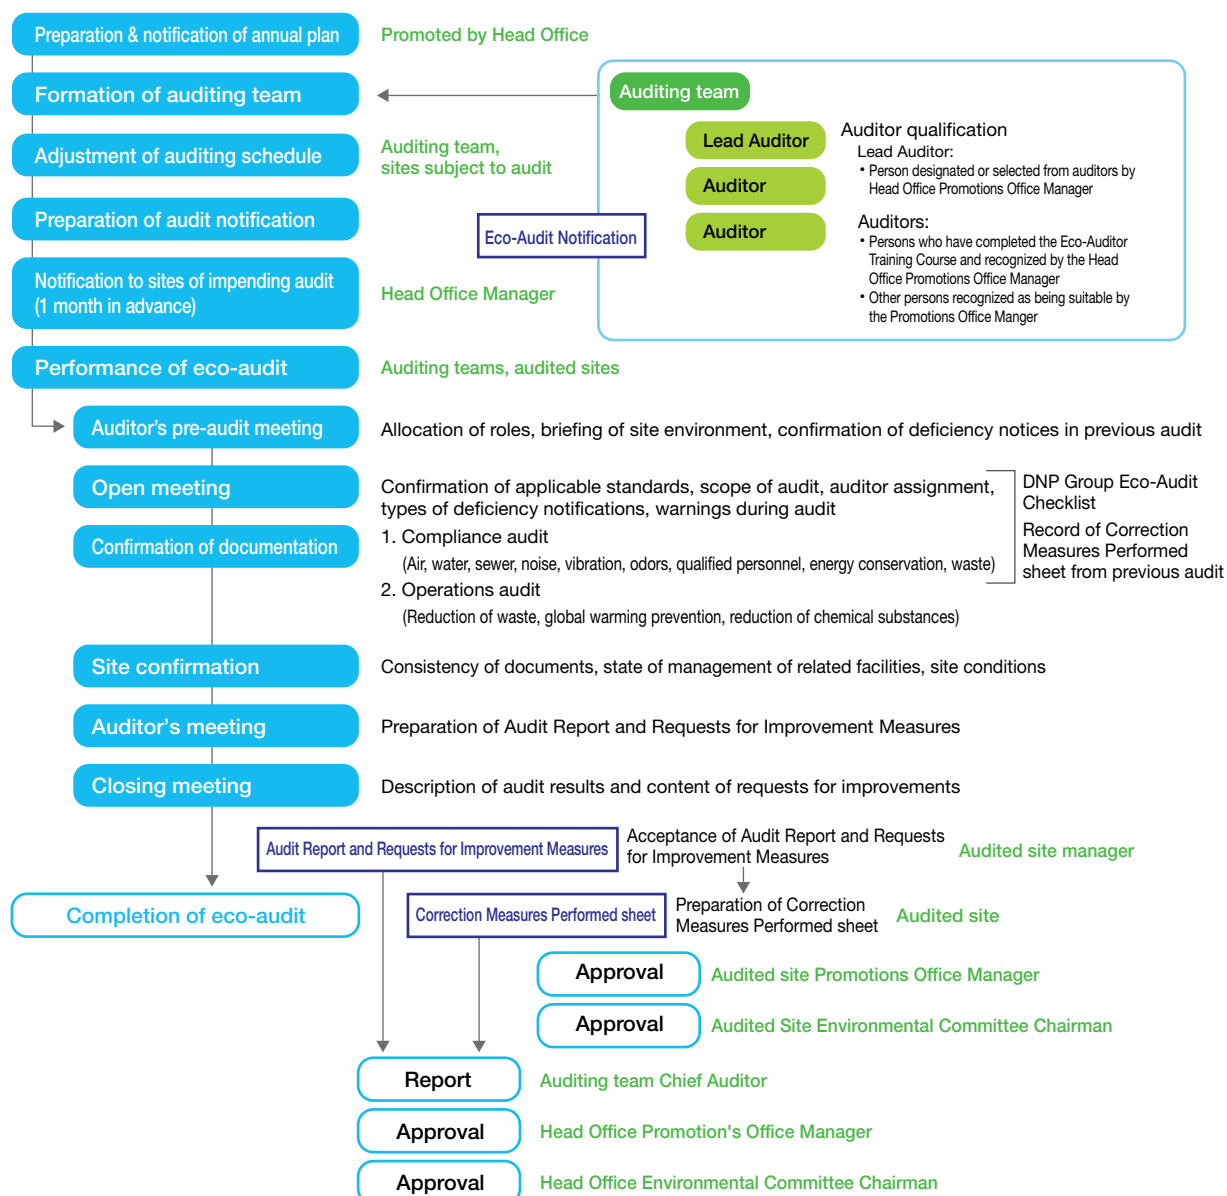 Preparation & notification of annual plan
Promoted by Head Office
Formation of auditing team
Auditing team
Lead Auditor
Auditor
Auditor
Auditor qualification
Lead Auditor:
• Person designated or selected from auditors by
Head Office Promotions Office Manager
Auditors:
• Persons who have completed the Eco-Auditor
Training Course and recognized by the Head
Office Promotions Office Manager
• Other persons recognized as being suitable by
the Promotions Office Manger
Adjustment of auditing schedule
Auditing team,
sites subject to audit
Preparation of audit notification
Eco-Audit Notification
Notification to sites of impending audit
(1 month in advance)
Head Office Manager
Performance of eco-audit
Auditing teams, audited sites
Auditor's pre-audit meeting
Allocation of roles, briefing of site environment, confirmation of deficiency notices in previous audit
Open meeting
Confirmation of applicable standards, scope of audit, auditor assignment,
types of deficiency notifications, warnings during audit
Confirmation of documentation
1. Compliance audit
(Air, water, sewer, noise, vibration, odors, qualified personnel, energy conservation, waste)
2. Operations audit
(Reduction of waste, global warming prevention, reduction of chemical substances)
DNP Group Eco-Audit
Checklist
Record of Correction
Measures Performed
sheet from previous audit
Site confirmation
Consistency of documents, state of management of related facilities, site conditions
Auditor's meeting
Preparation of Audit Report and Requests for Improvement Measures
Closing meeting
Description of audit results and content of requests for improvements
Audit Report and Requests for Improvement Measures
Acceptance of Audit Report and Requests
for Improvement Measures
Audited site manager
Completion of eco-audit
Correction Measures Performed sheet
Preparation of Correction
Measures Performed sheet
Audited site
Approval
Audited site Promotions Office Manager
Approval
Audited Site Environmental Committee Chairman
Report
Auditing team Chief Auditor
Approval
Head Office Promotion's Office Manager
Approval
Head Office Environmental Committee Chairman